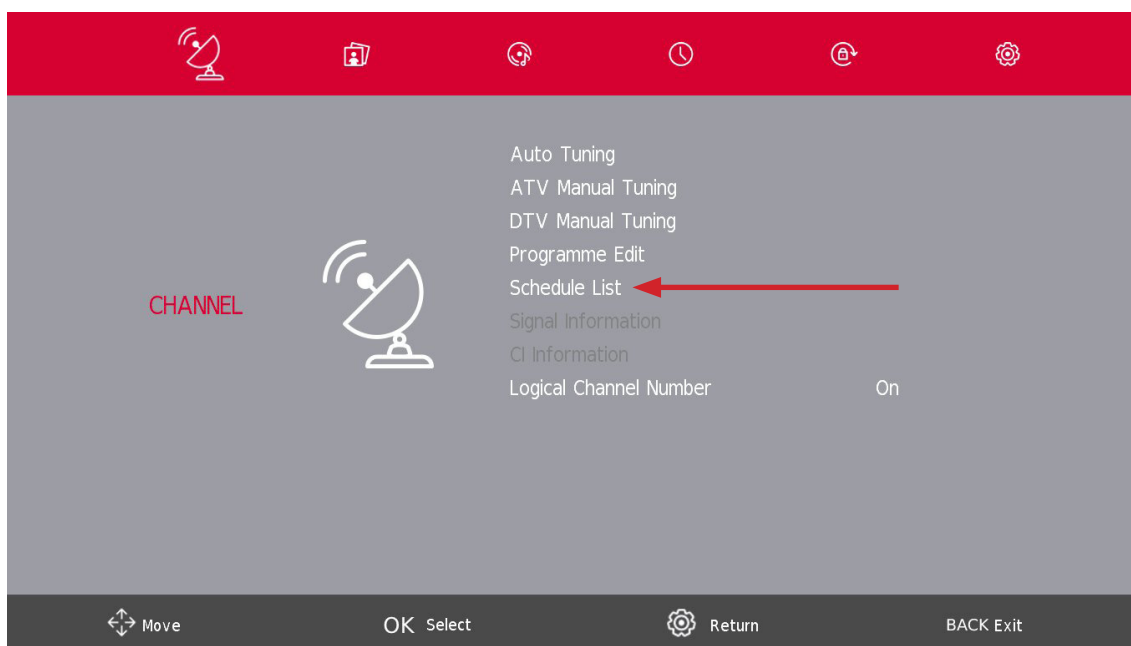 Auto Tuning
ATV Manual Tuning
DTV Manual Tuning
Programme Edit
CHANNEL
Schedule List
Signal Information
CI Information
Logical Channel Number On
Move OK Select Return BACK Exit